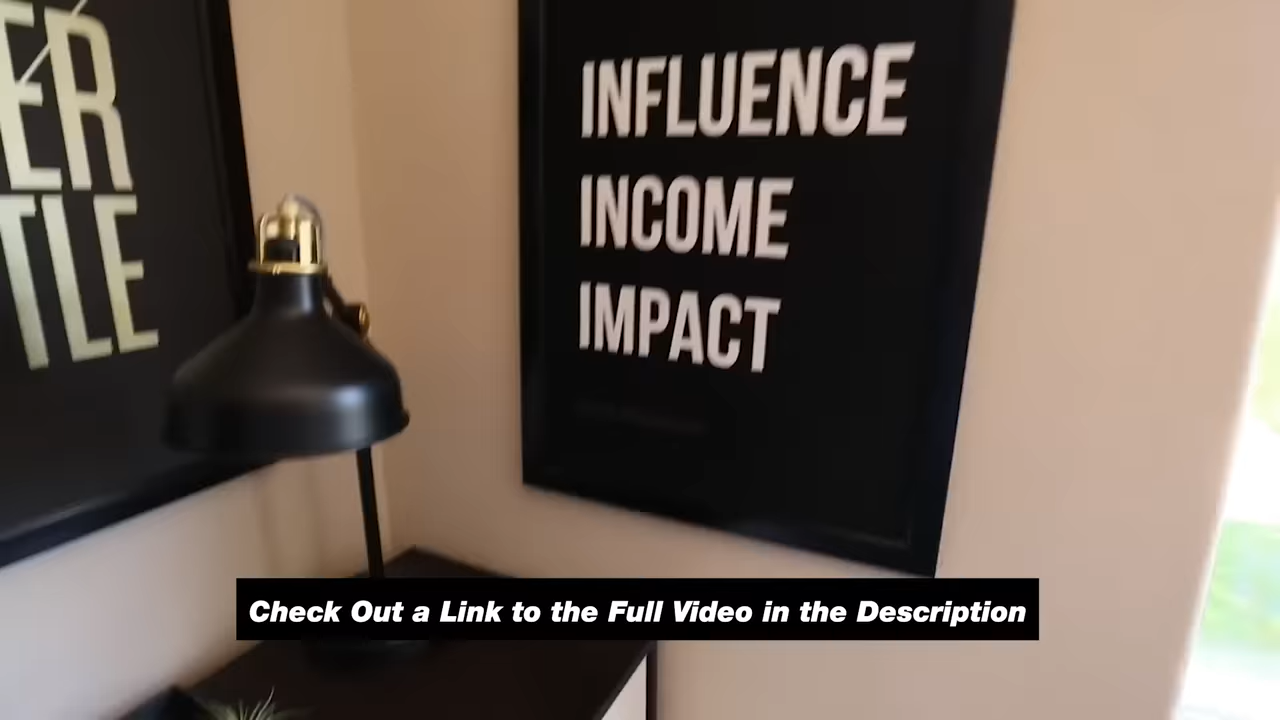 ER
TLE
INFLUENCE
INCOME
IMPACT
Check Out a Link to the Full Video in the Description